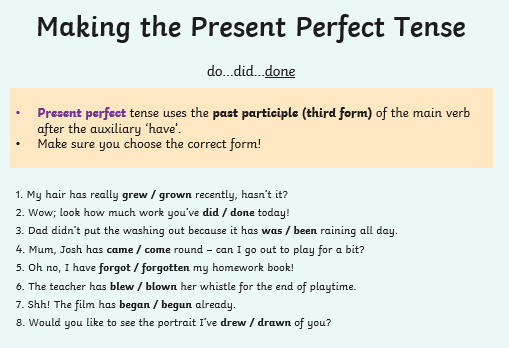 Making the Present Perfect Tense
do...did...done
• Present perfect tense uses the past participle (third form) of the main verb
after the auxiliary ‘have’.
• Make sure you choose the correct form!
1. My hair has really grew / grown recently, hasn’t it?
2. Wow; look how much work you’ve did / done today!
3. Dad didn’t put the washing out because it has was / been raining all day.
4. Mum, Josh has came / come round – can I go out to play for a bit?
5. Oh no, I have forgot / forgotten my homework book!
6. The teacher has blew / blown her whistle for the end of playtime.
7. Shh! The film has began / begun already.
8. Would you like to see the portrait I’ve drew / drawn of you?